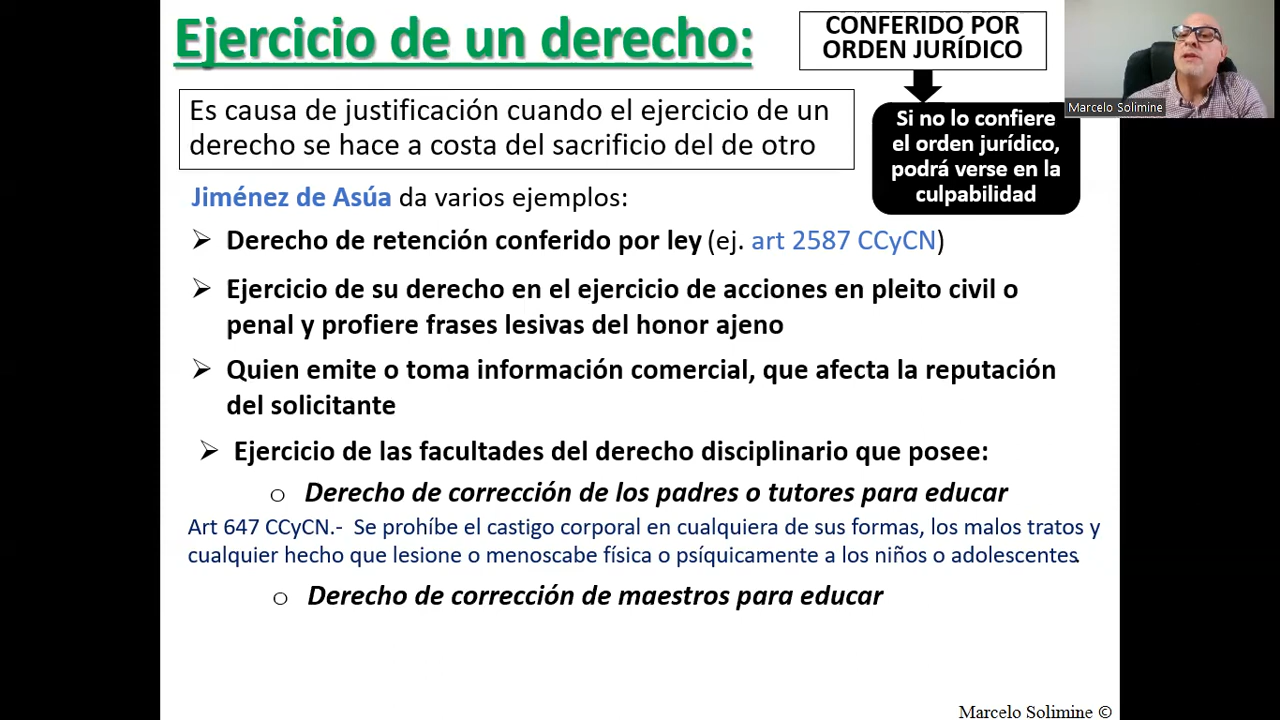 Ejercicio de un derecho:
CONFERIDO POR
ORDEN JURÍDICO
Marcelo Solimine
Es causa de justificación cuando el ejercicio de un
derecho se hace a costa del sacrificio del de otro
Si no lo confiere
el orden jurídico,
podrá verse en la
culpabilidad
Jiménez de Asúa da varios ejemplos:
➢ Derecho de retención conferido por ley (ej. art 2587 CCyCN)
➢ Ejercicio de su derecho en el ejercicio de acciones en pleito civil o
penal y profiere frases lesivas del honor ajeno
➢ Quien emite o toma información comercial, que afecta la reputación
del solicitante
➢ Ejercicio de las facultades del derecho disciplinario que posee:
o Derecho de corrección de los padres o tutores para educar
Art 647 CCyCN.- Se prohíbe el castigo corporal en cualquiera de sus formas, los malos tratos y
cualquier hecho que lesione o menoscabe física o psíquicamente a los niños o adolescentes.
o Derecho de corrección de maestros para educar
Marcelo Solimine ©